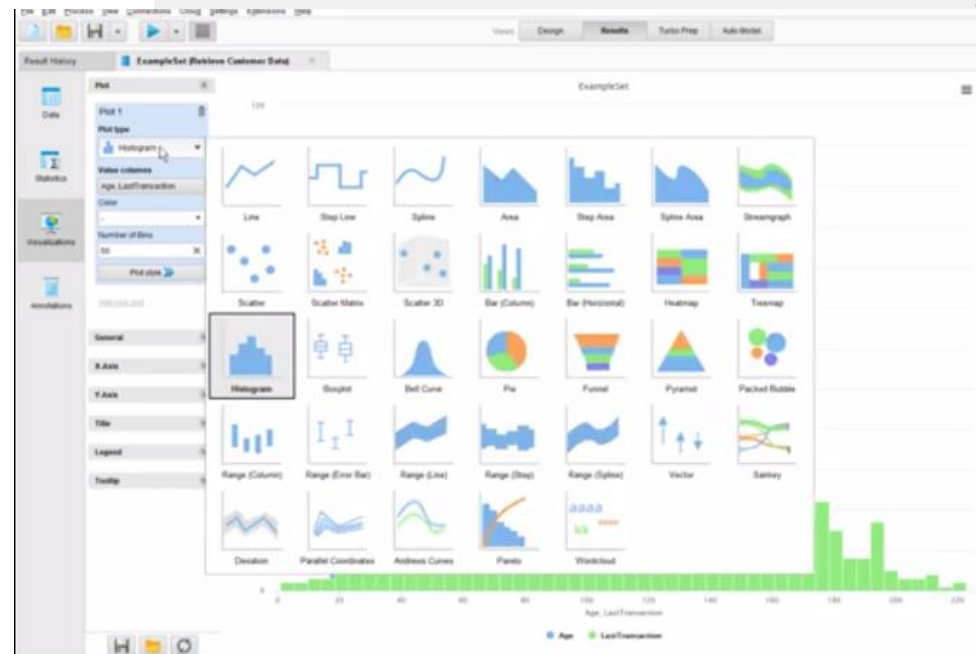 File Edit Process View Connections Cloud Settings Extensions Help
Views: Design Results Turbo Prep Auto Model
Result History ExampleSet (Retrieve Customer Data)
Data
Statistics
Visualizations
Annotations
Plot
Plot 1
Plot type
Histogram
Value columns
Age, LastTransaction
Color
-
Number of Bins
50
Plot style
Add new plot
General
X-Axis
Y-Axis
Title
Legend
Tooltip
ExampleSet
120
Line Step Line Spline Area Step Area Spline Area Streamgraph
Scatter Scatter Matrix Scatter 3D Bar (Column) Bar (Horizontal) Heatmap Treemap
Histogram Boxplot Bell Curve Pie Funnel Pyramid Packed Bubble
Range (Column) Range (Error Bar) Range (Line) Range (Step) Range (Spline) Vector Sankey
aaaa
Deviation Parallel Coordinates Andrews Curves Pareto Wordcloud
0
0 20 40 60 80 100 120 140 160 180 200 220
Age, LastTransaction
Age LastTransaction